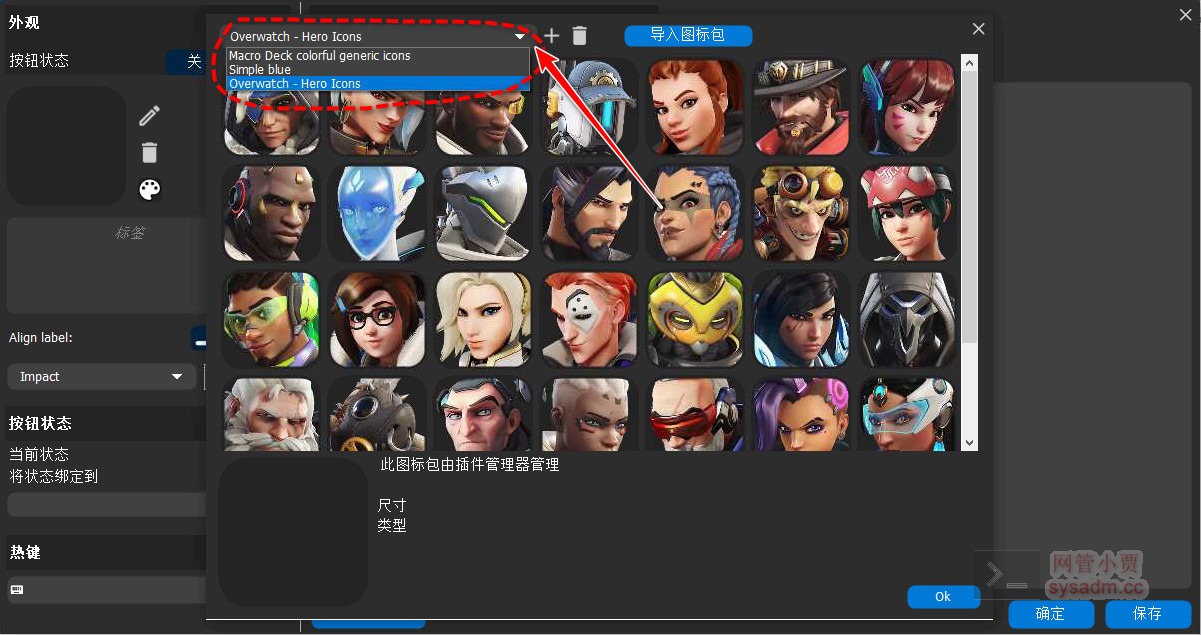 外观
按钮状态
关
标签
Align label:
Impact
按钮状态
当前状态
将状态绑定到
热键
Overwatch - Hero Icons
导入图标包
Macro Deck colorful generic icons
Simple blue
Overwatch - Hero Icons
此图标包由插件管理器管理
尺寸
类型
Ok
网管小贾
sysadm.cc
确定
保存